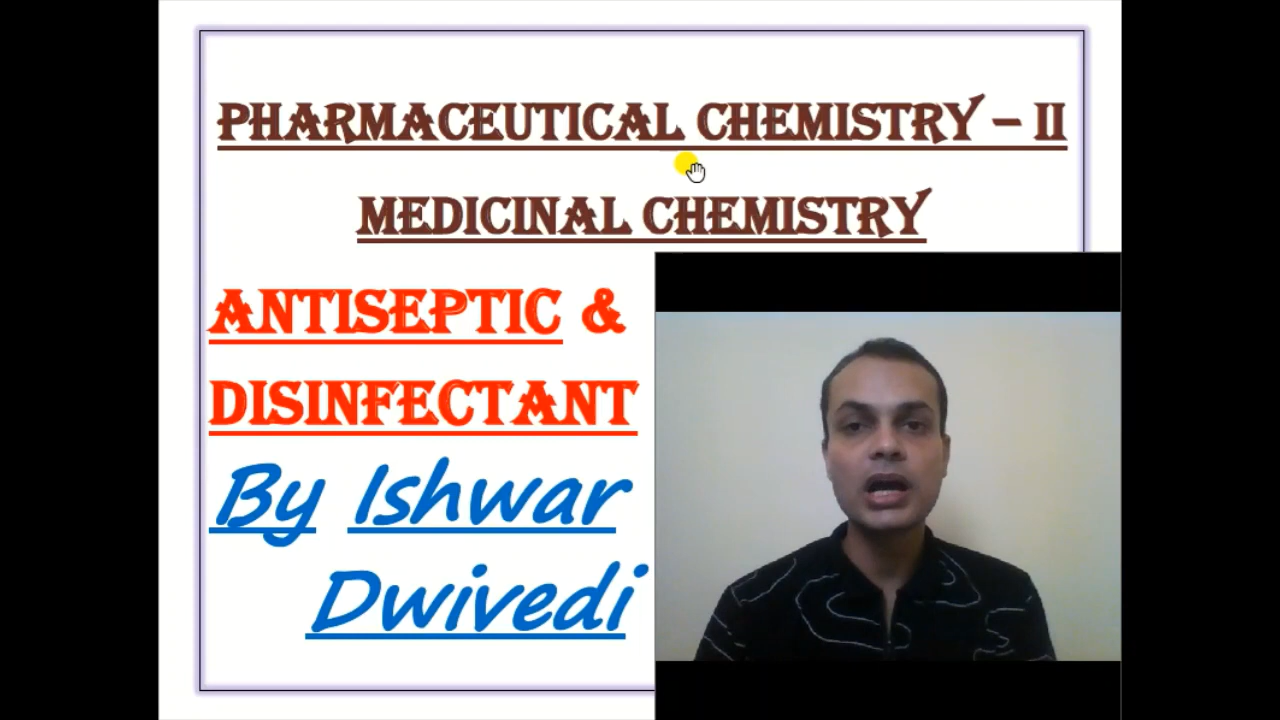 PHARMACEUTICAL CHEMISTRY – II
MEDICINAL CHEMISTRY
ANTISEPTIC &
DISINFECTANT
By Ishwar
Dwivedi